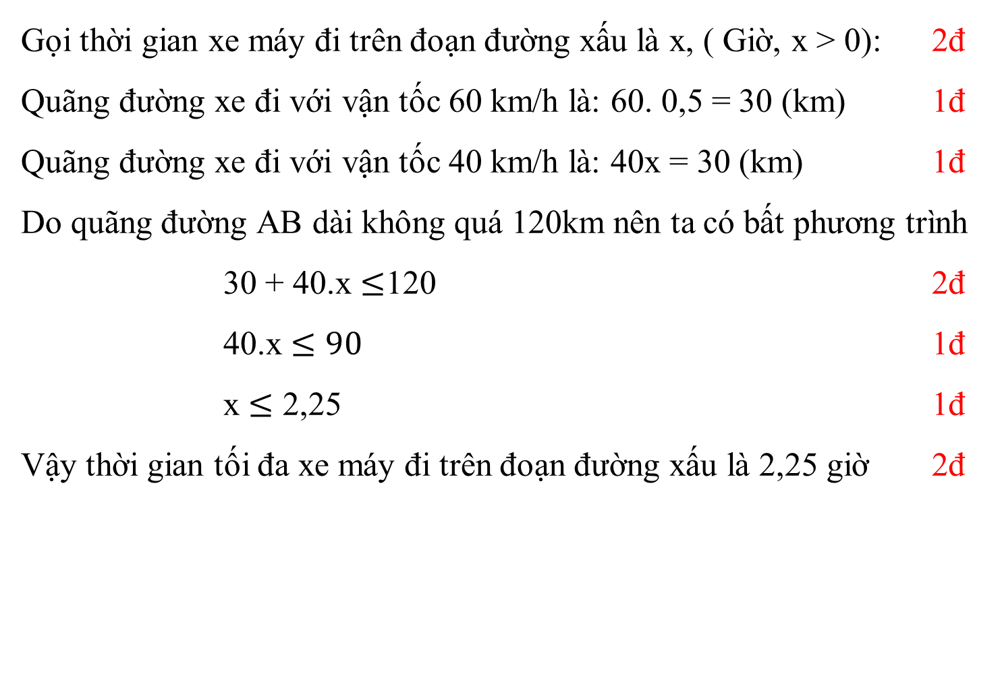 Gọi thời gian xe máy đi trên đoạn đường xấu là x, ( Giờ, x > 0): 2đ
Quãng đường xe đi với vận tốc 60 km/h là: 60. 0,5 = 30 (km) 1đ
Quãng đường xe đi với vận tốc 40 km/h là: 40x = 30 (km) 1đ
Do quãng đường AB dài không quá 120km nên ta có bất phương trình
30 + 40.x ≤120 2đ
40.x ≤ 90 1đ
x ≤ 2,25 1đ
Vậy thời gian tối đa xe máy đi trên đoạn đường xấu là 2,25 giờ 2đ